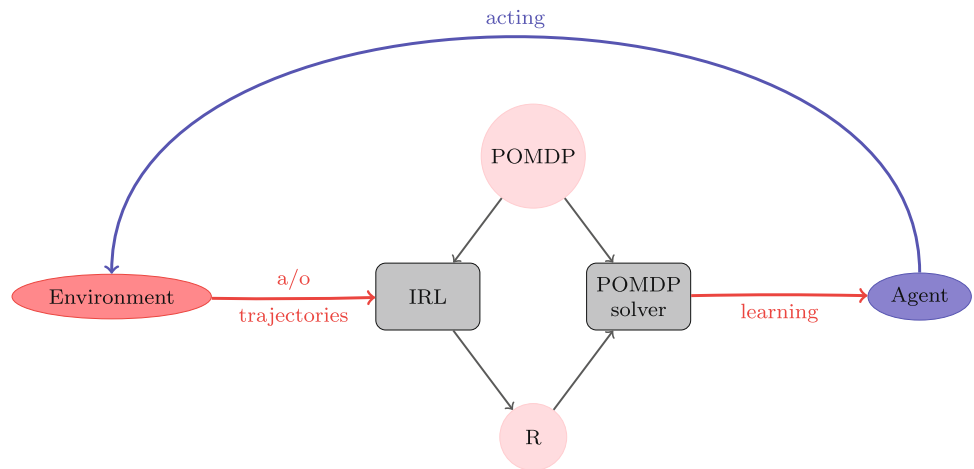 acting
POMDP
a/o
trajectories
Environment
IRL
POMDP
solver
learning
Agent
R